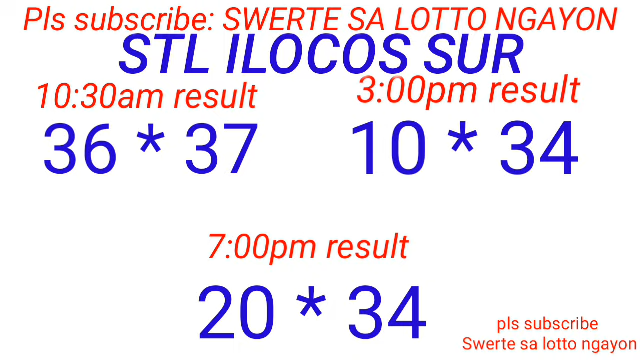 Pls subscribe: SWERTE SA LOTTO NGAYON
STL ILOCOS SUR
10:30am result
3:00pm result
36 * 37
10 * 34
7:00pm result
20 * 34
pls subscribe
Swerte sa lotto ngayon